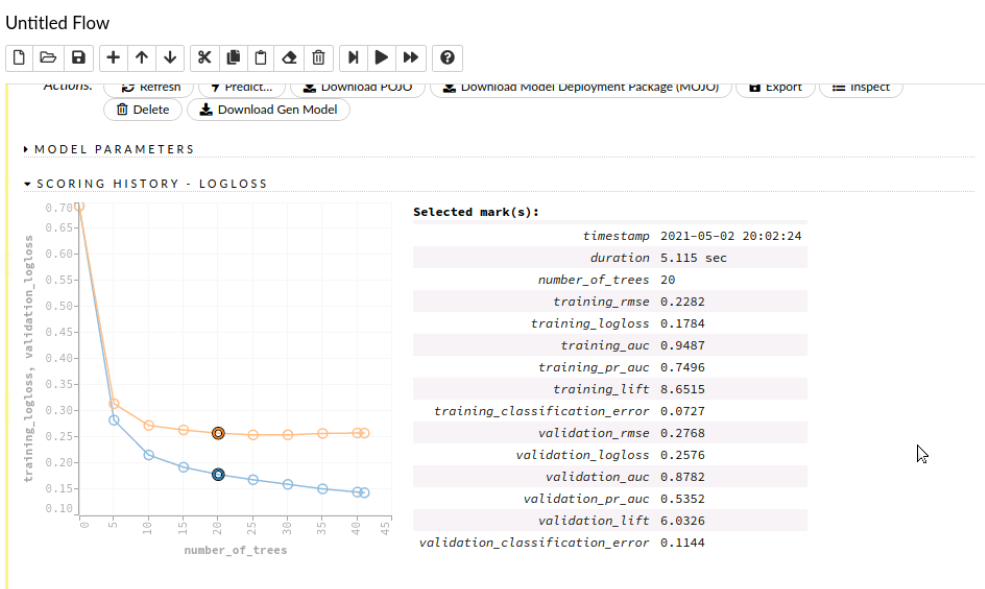 Untitled Flow
Actions: Refresh Predict... Download POJO Download Model Deployment Package (MOJO) Export Inspect
Delete Download Gen Model
MODEL PARAMETERS
SCORING HISTORY - LOGLOSS
training_logloss, validation_logloss
0.70
0.65
0.60
0.55
0.50
0.45
0.40
0.35
0.30
0.25
0.20
0.15
0.10
0 5 10 15 20 25 30 35 40 45
number_of_trees
Selected mark(s):
timestamp 2021-05-02 20:02:24
duration 5.115 sec
number_of_trees 20
training_rmse 0.2282
training_logloss 0.1784
training_auc 0.9487
training_pr_auc 0.7496
training_lift 8.6515
training_classification_error 0.0727
validation_rmse 0.2768
validation_logloss 0.2576
validation_auc 0.8782
validation_pr_auc 0.5352
validation_lift 6.0326
validation_classification_error 0.1144